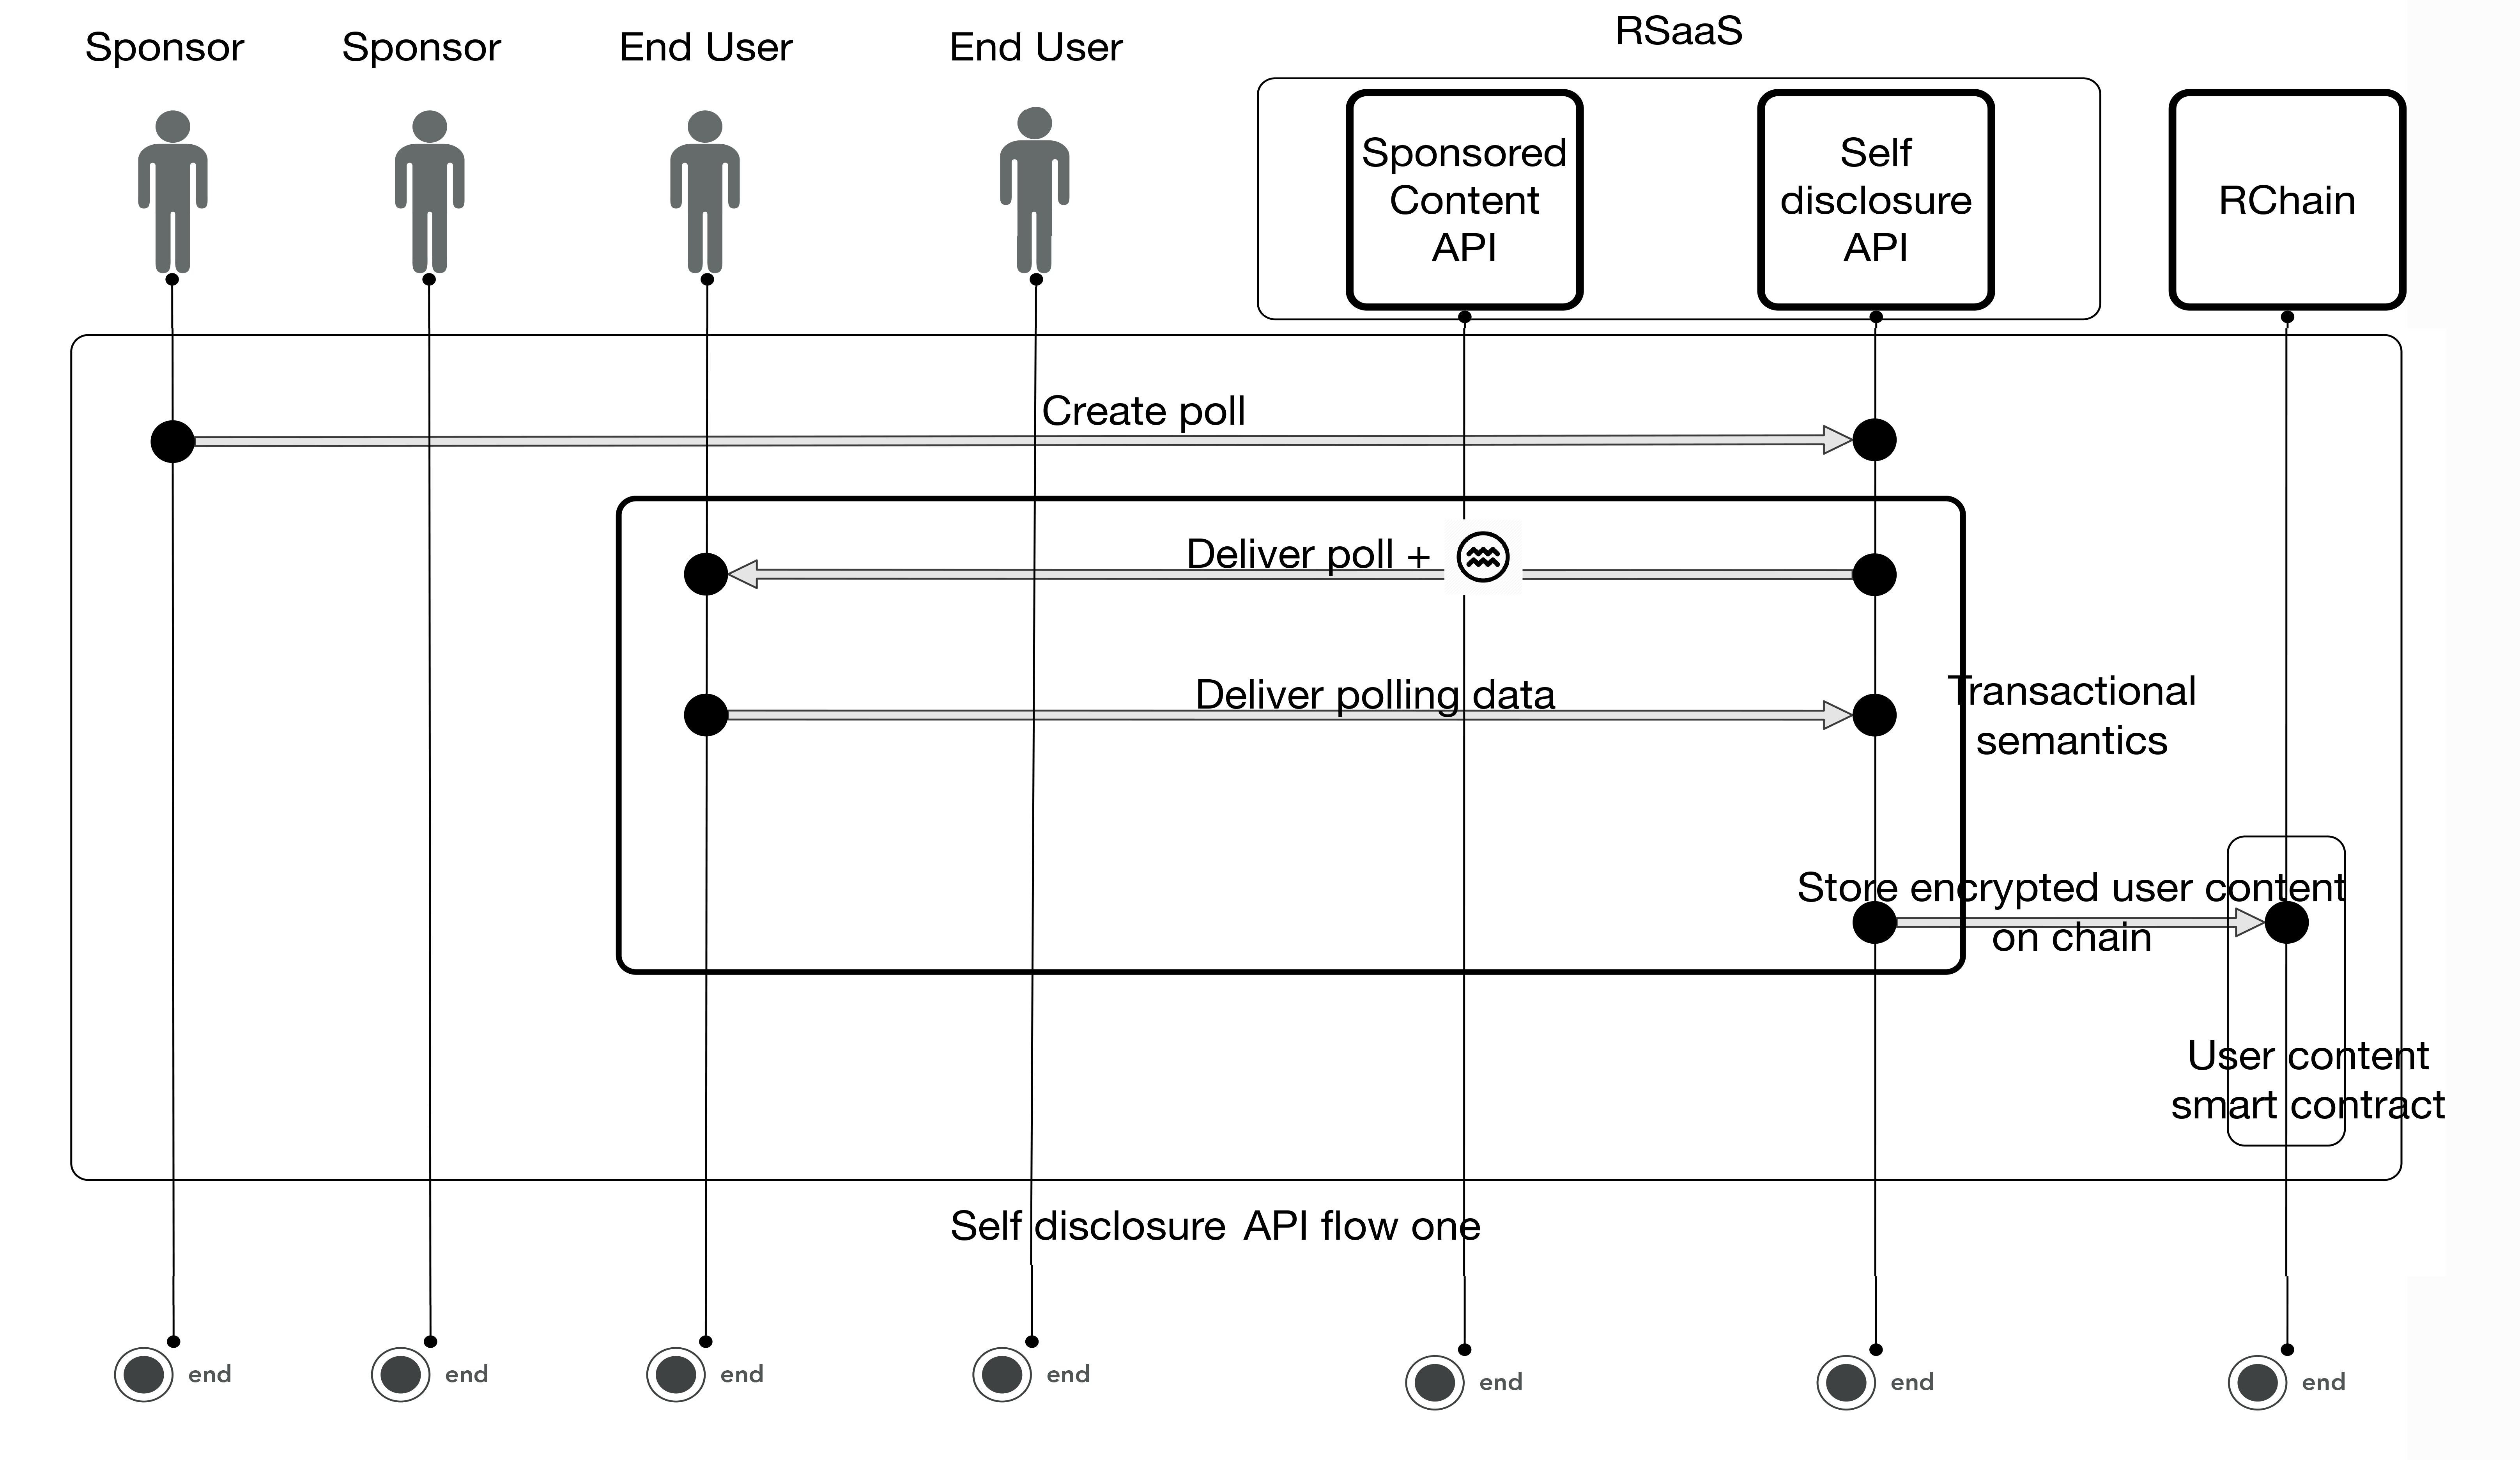 Sponsor
Sponsor
End User
End User
RSaaS
Sponsored
Content
API
Self
disclosure
API
RChain
Create poll
Deliver poll +
Deliver polling data
Transactional
semantics
Store encrypted user content
on chain
User content
smart contract
Self disclosure API flow one
end
end
end
end
end
end
end